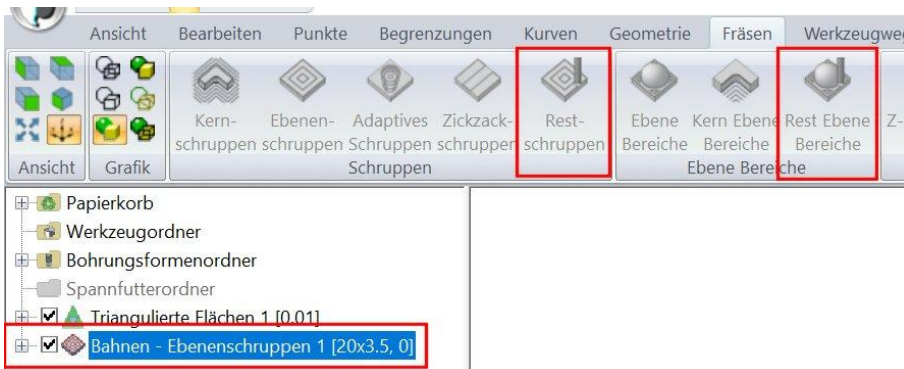 Ansicht Bearbeiten Punkte Begrenzungen Kurven Geometrie Fräsen Werkzeugwe
Kern- Ebenen- Adaptives Zickzack- Rest- Ebene Kern Ebene Rest Ebene Z-
schruppen schruppen Schruppen schruppen schruppen Bereiche Bereiche Bereiche
Ansicht Grafik Schruppen Ebene Bereiche
Papierkorb
Werkzeugordner
Bohrungsformenordner
Spannfutterordner
Triangulierte Flächen 1 [0.01]
Bahnen - Ebenenschruppen 1 [20x3.5, 0]